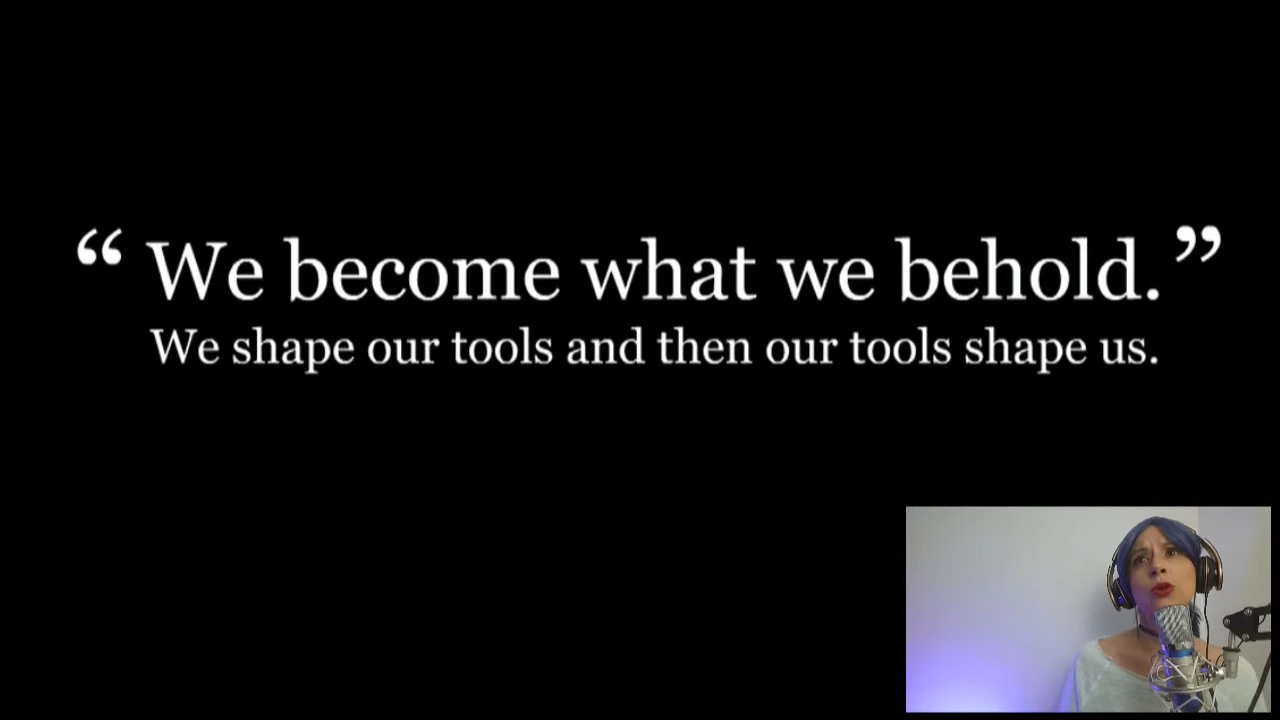 “ We become what we behold. ”
We shape our tools and then our tools shape us.